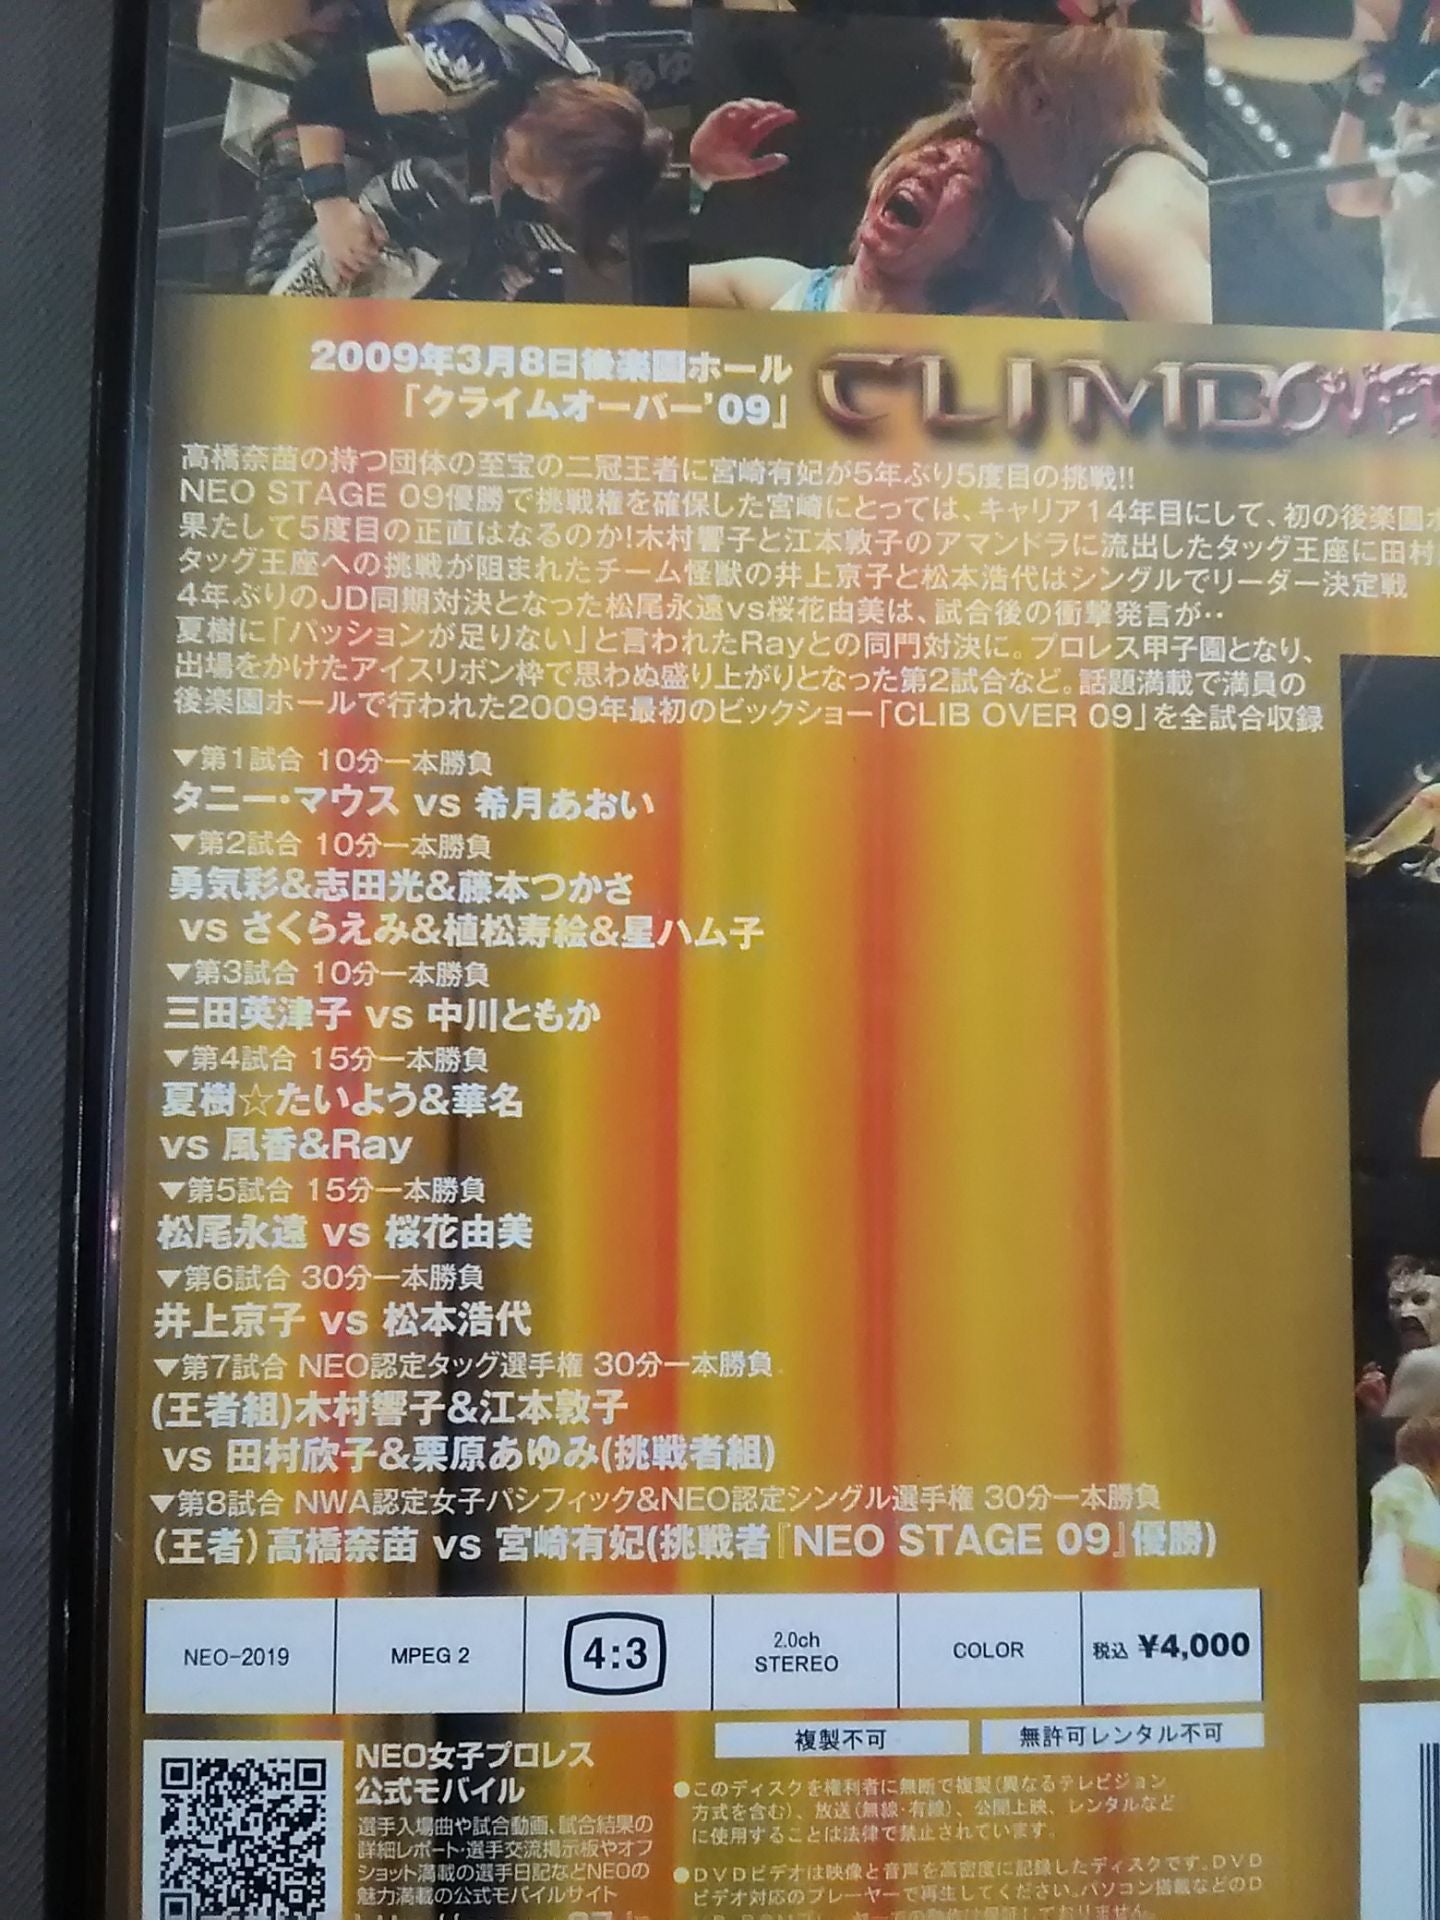 2009年3月8日後楽園ホール
「クライムオーバー'09」
CLIMBOVER
高橋奈苗の持つ団体の至宝の二冠王者に宮崎有妃が5年ぶり5度目の挑戦!!
NEO STAGE 09優勝で挑戦権を確保した宮崎にとっては、キャリア14年目にして、初の後楽園
果たして5度目の正直はなるのか!木村響子と江本敦子のアマンドラに流出したタッグ王座に田村
タッグ王座への挑戦が阻まれたチーム怪獣の井上京子と松本浩代はシングルでリーダー決定戦
4年ぶりのJD同期対決となった松尾永遠vs桜花由美は、試合後の衝撃発言が‥
夏樹に「パッションが足りない」と言われたRayとの同門対決に。プロレス甲子園となり、
出場をかけたアイスリボン枠で思わぬ盛り上がりとなった第2試合など。話題満載で満員の
後楽園ホールで行われた2009年最初のビックショー「CLIB OVER 09」を全試合収録
▼第1試合 10分一本勝負
タニー・マウス vs 希月あおい
▼第2試合 10分一本勝負
勇気彩&志田光&藤本つかさ
vs さくらえみ&植松寿絵&星ハム子
▼第3試合 10分一本勝負
三田英津子 vs 中川ともか
▼第4試合 15分一本勝負
夏樹☆たいよう&華名
vs 風香&Ray
▼第5試合 15分一本勝負
松尾永遠 vs 桜花由美
▼第6試合 30分一本勝負
井上京子 vs 松本浩代
▼第7試合 NEO認定タッグ選手権 30分一本勝負
(王者組)木村響子&江本敦子
vs 田村欣子&栗原あゆみ(挑戦者組)
▼第8試合 NWA認定女子パシフィック&NEO認定シングル選手権 30分一本勝負
(王者)高橋奈苗 vs 宮崎有妃(挑戦者『NEO STAGE 09』優勝)
NEO-2019 MPEG 2 4:3 2.0ch STEREO COLOR 税込 ¥4,000
複製不可 無許可レンタル不可
NEO女子プロレス
公式モバイル
選手入場曲や試合動画、試合結果の
詳細レポート・選手交流掲示板やオフ
ショット満載の選手日記などNEOの
魅力満載の公式モバイルサイト
●このディスクを権利者に無断で複製(異なるテレビジョン
方式を含む)、放送(無線・有線)、公開上映、レンタルなど
に使用することは法律で禁止されています。
●DVDビデオは映像と音声を高密度に記録したディスクです。DVD
ビデオ対応のプレーヤーで再生してください。パソコン搭載などのD